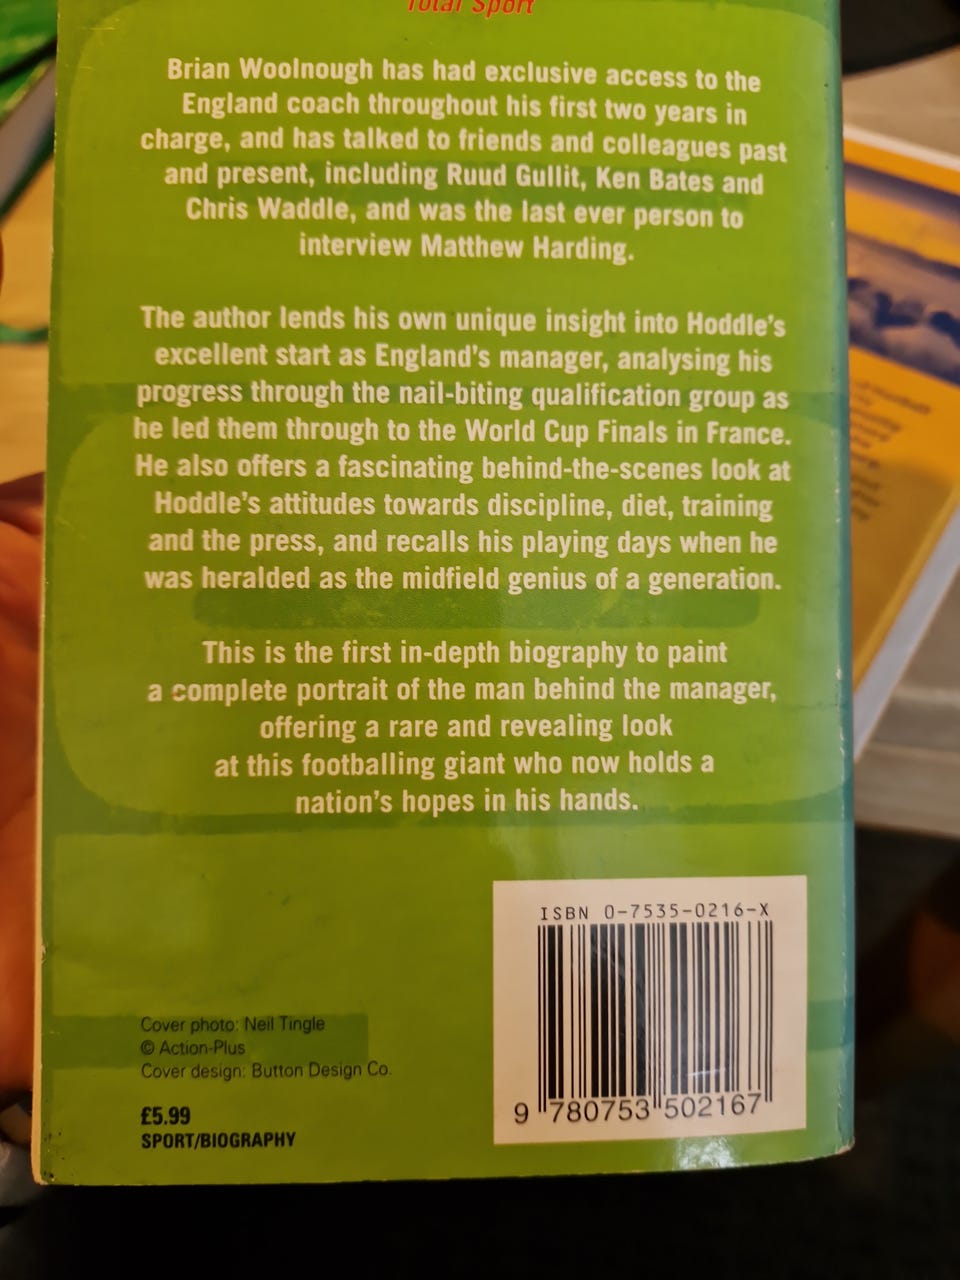 Total Sport
Brian Woolnough has had exclusive access to the
England coach throughout his first two years in
charge, and has talked to friends and colleagues past
and present, including Ruud Gullit, Ken Bates and
Chris Waddle, and was the last ever person to
interview Matthew Harding.
The author lends his own unique insight into Hoddle's
excellent start as England's manager, analysing his
progress through the nail-biting qualification group as
he led them through to the World Cup Finals in France.
He also offers a fascinating behind-the-scenes look at
Hoddle's attitudes towards discipline, diet, training
and the press, and recalls his playing days when he
was heralded as the midfield genius of a generation.
This is the first in-depth biography to paint
a complete portrait of the man behind the manager,
offering a rare and revealing look
at this footballing giant who now holds a
nation's hopes in his hands.
ISBN 0-7535-0216-X
9 780753 502167
Cover photo: Neil Tingle
© Action-Plus
Cover design: Button Design Co.
£5.99
SPORT/BIOGRAPHY